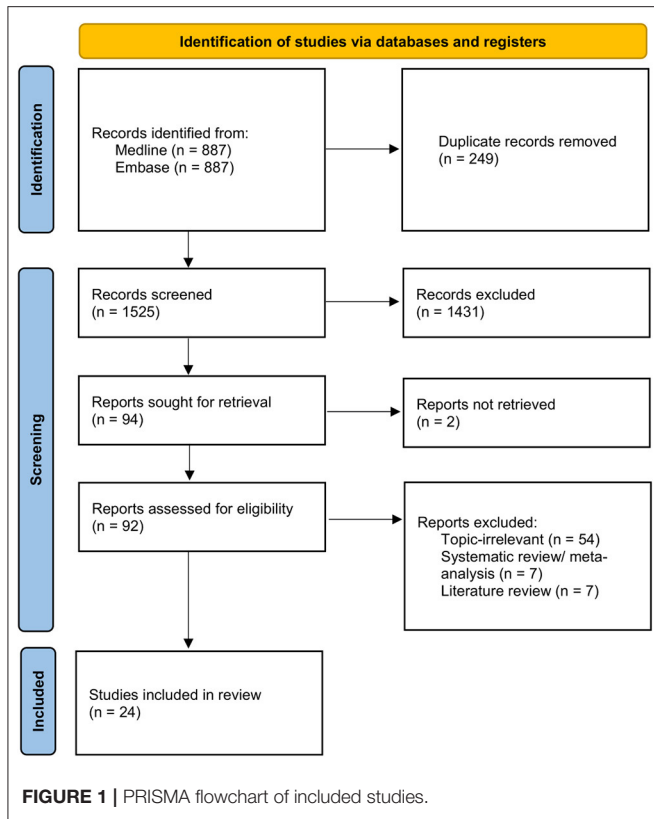 Identification of studies via databases and registers
Identification
Records identified from:
Medline (n = 887)
Embase (n = 887)
Duplicate records removed
(n = 249)
Screening
Records screened
(n = 1525)
Records excluded
(n = 1431)
Reports sought for retrieval
(n = 94)
Reports not retrieved
(n = 2)
Reports assessed for eligibility
(n = 92)
Reports excluded:
Topic-irrelevant (n = 54)
Systematic review/ meta-
analysis (n = 7)
Literature review (n = 7)
Included
Studies included in review
(n = 24)
FIGURE 1 | PRISMA flowchart of included studies.